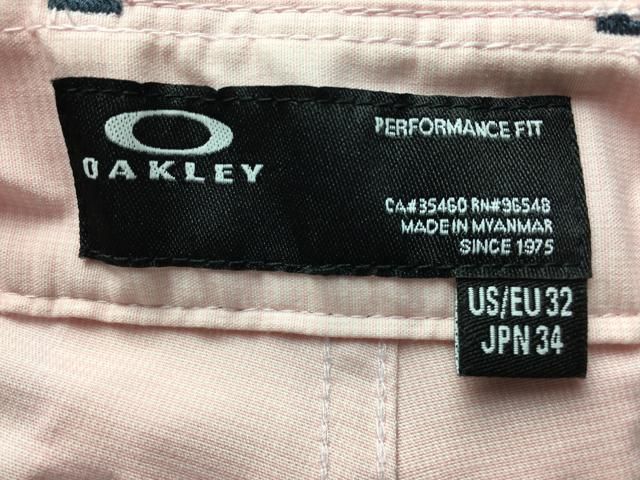 OAKLEY
PERFORMANCE FIT
CA#35460 RN#96548
MADE IN MYANMAR
SINCE 1975
US/EU 32
JPN 34